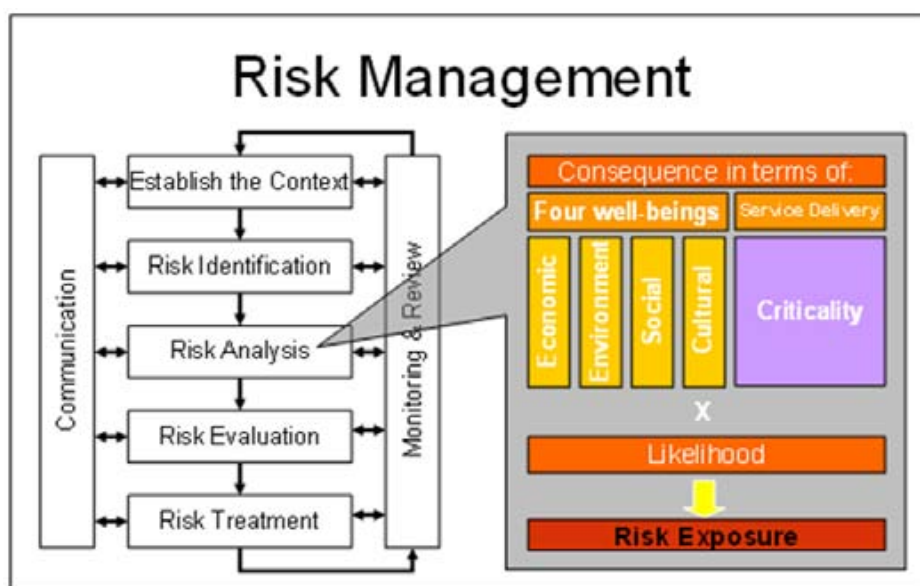 Risk Management
Communication
Establish the Context
Risk Identification
Risk Analysis
Risk Evaluation
Risk Treatment
Monitoring & Review
Consequence in terms of:
Four well-beings
Service Delivery
Economic
Environment
Social
Cultural
Criticality
X
Likelihood
Risk Exposure